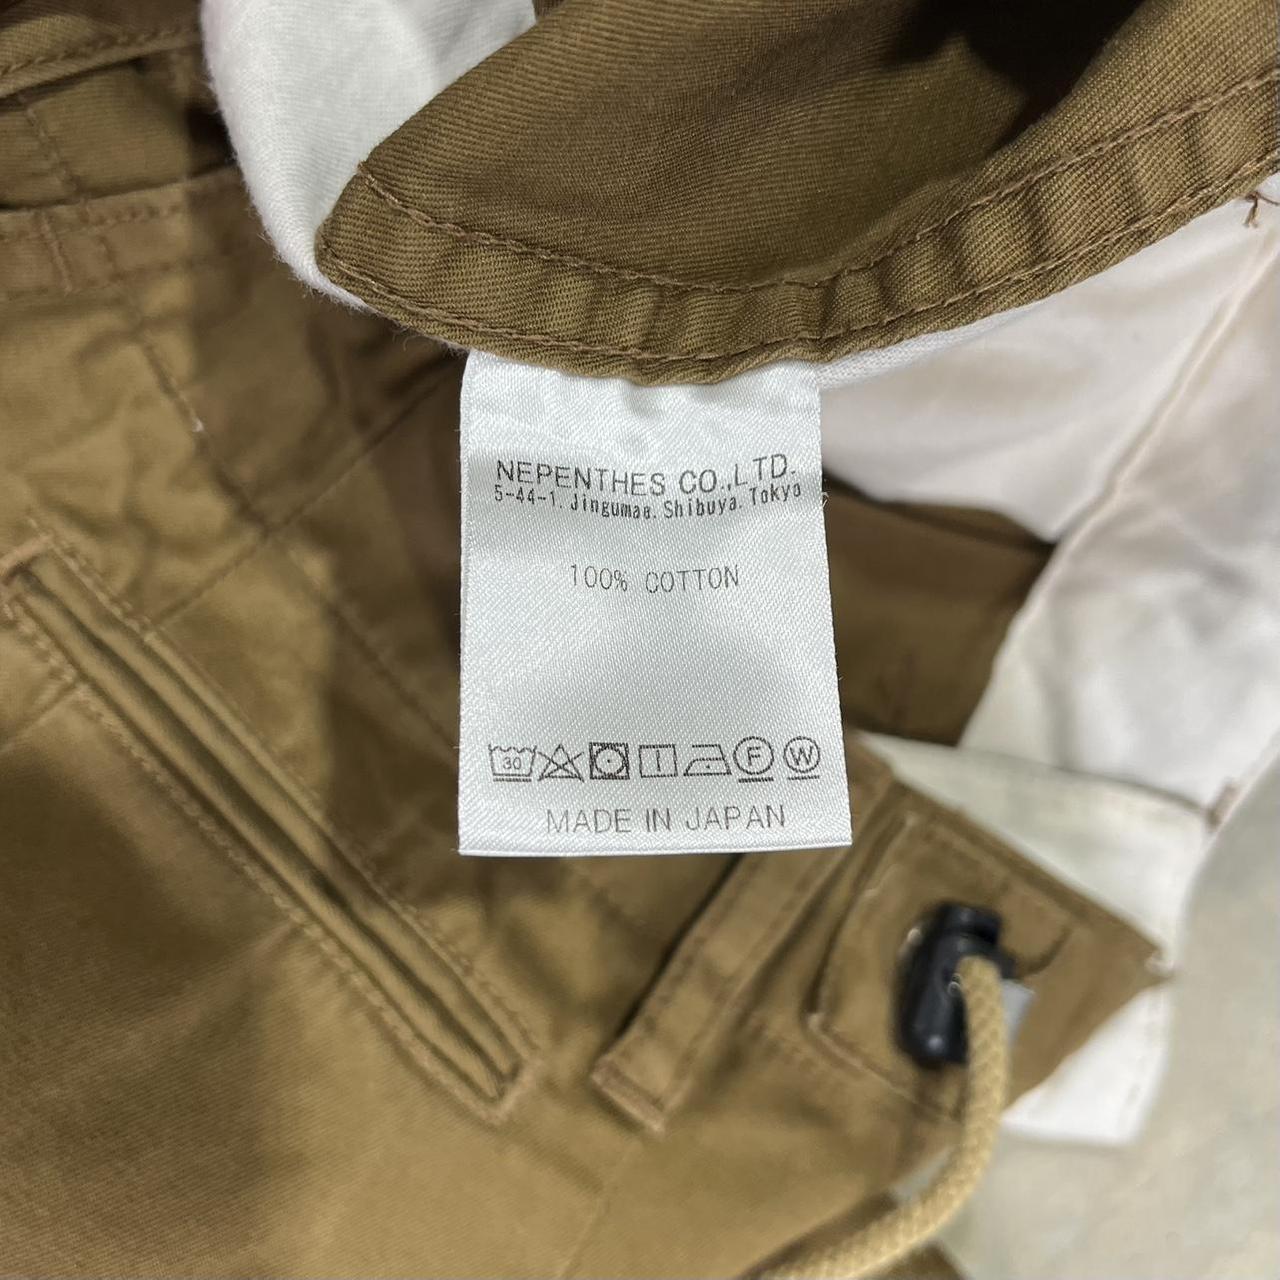 NEPENTHES CO.,LTD.
5-44-1. Jingumae. Shibuya. Tokyo
100% COTTON
30 F W
MADE IN JAPAN